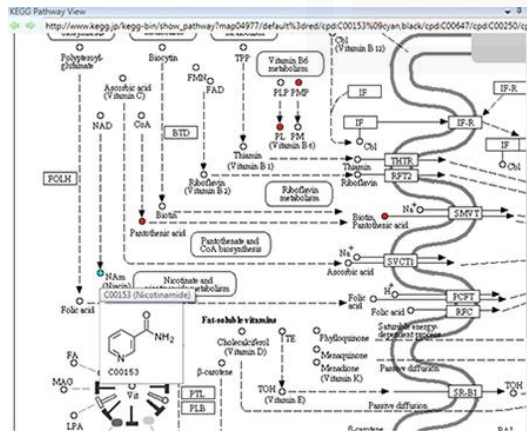 KEGG Pathway View
http://www.kegg.jp/kegg-bin/show_pathway?map04977/default%3dred/cpd:C00153%09cyan,black/cpd:C00647/cpd:C00250/cp
Polypteroyl-
glutamate
Biocytin
TPP
Cbl
(Vitamin B 12)
Ascorbic acid
(Vitamin C)
FMN
FAD
Vitamin B6
metabolism
PLP PMP
PL PM
(Vitamin B 6)
IF
IF-R
IF
IF-R
IF
Cbl
Cbl
NAD
CoA
BTD
Thiamin
(Vitamin B 1)
Thiamin
THTR
Riboflavin
RFT2
FOLH
Riboflavin
(Vitamin B 2)
Riboflavin
metabolism
Biotin
Pantothenic acid
Biotin,
Pantothenic acid
Na+
SMVT
Pantothenate and
CoA biosynthesis
Na+
Ascorbic acid
SVCT1
NAm
(Niacin)
Nicotinate and
nicotinamide metabolism
C00153 (Nicotinamide)
NH2
N
C00153
Folic acid
Folic
acid
H+
PCFT
Folic acid
RFC
Fat-soluble vitamins
Cholecalciferol
(Vitamin D)
TE
Phylloquinone
Menaquinone
Menadione
(Vitamin K)
Saturable energy-
dependent process
Passive diffusion
FA
MAG
LPA
Vit
β-carotene
PTL
PLB
TOH
(Vitamin E)
SR-B1
TOH
Passive diffusion
β-carotene